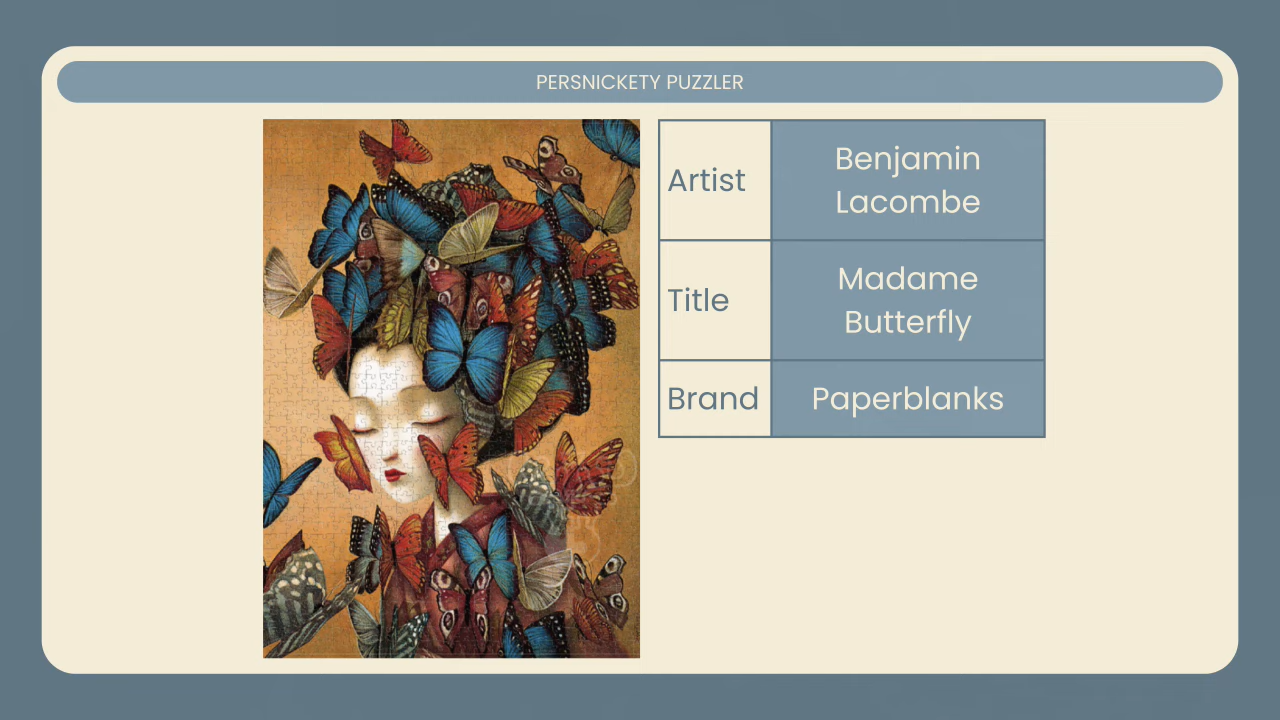 PERSNICKETY PUZZLER
Artist
Benjamin
Lacombe
Title
Madame
Butterfly
Brand
Paperblanks